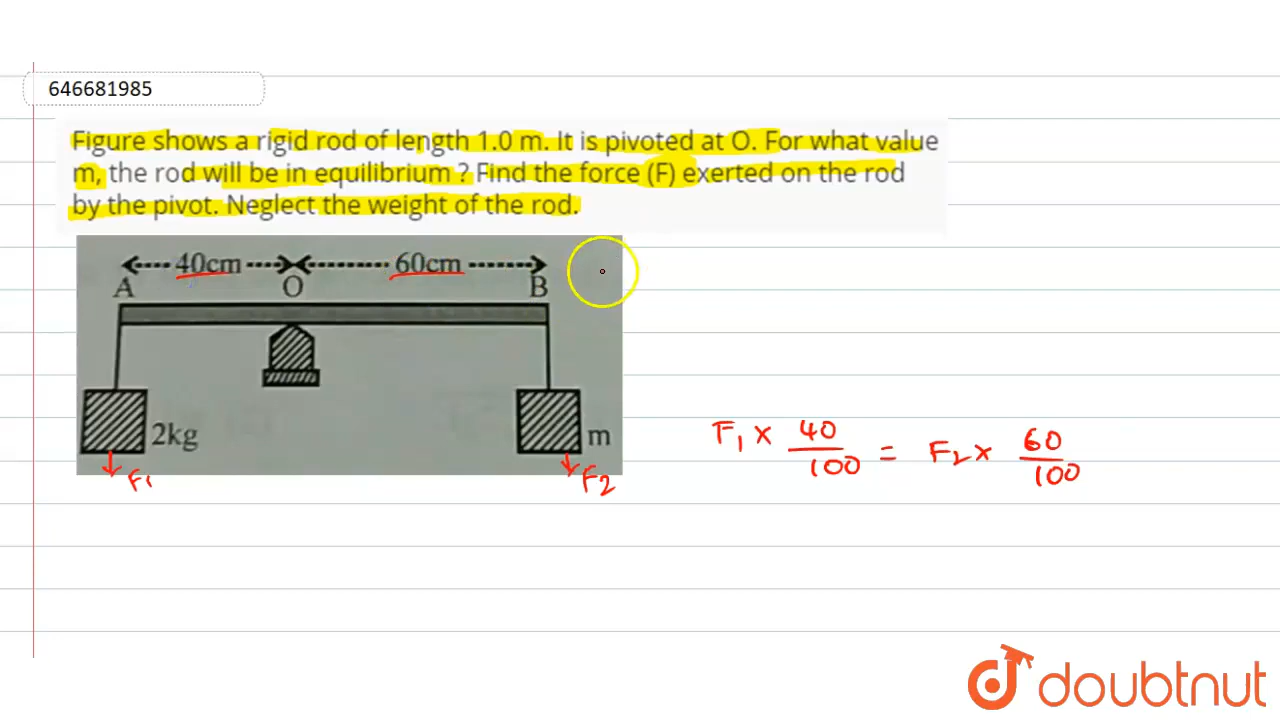 646681985
Figure shows a rigid rod of length 1.0 m. It is pivoted at O. For what value
m, the rod will be in equilibrium ? Find the force (F) exerted on the rod
by the pivot. Neglect the weight of the rod.
40cm 60cm
A O B
2kg m
F₁ F₂
F₁ × 40/100 = F₂ × 60/100
doubtnut